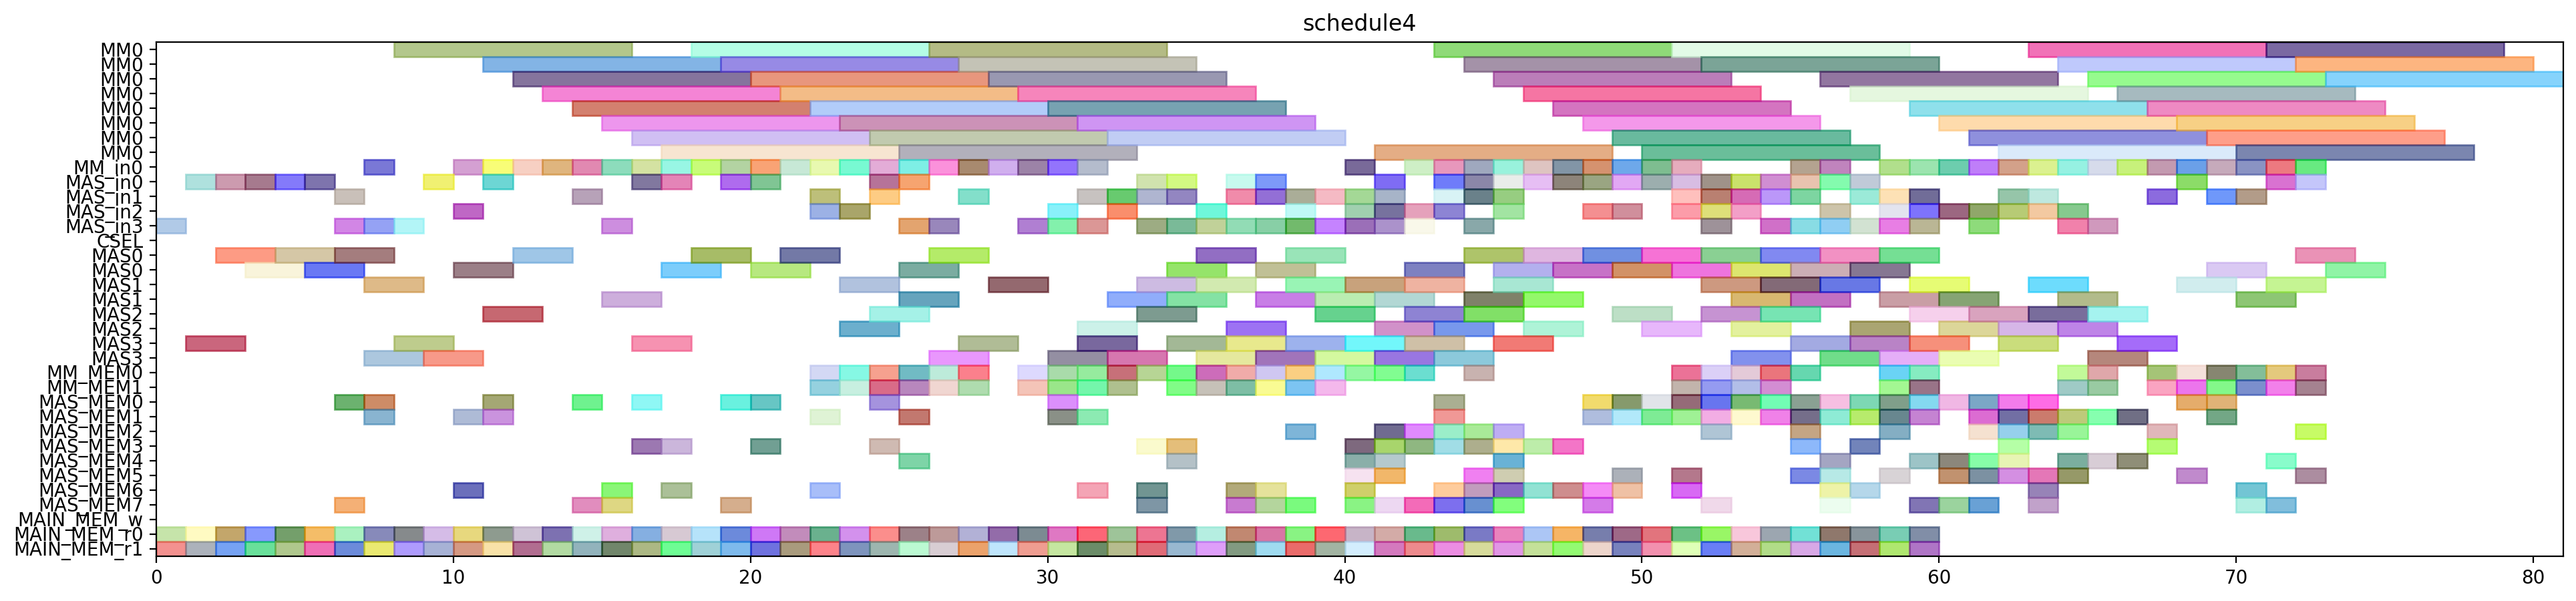 schedule4
MM0
MM0
MM0
MM0
MM0
MM0
MM0
MM0
MM_in0
MAS_in0
MAS_in1
MAS_in2
MAS_in3
CSEL
MAS0
MAS0
MAS1
MAS1
MAS2
MAS2
MAS3
MAS3
MM_MEM0
MM_MEM1
MAS_MEM0
MAS_MEM1
MAS_MEM2
MAS_MEM3
MAS_MEM4
MAS_MEM5
MAS_MEM6
MAS_MEM7
MAIN_MEM_w
MAIN_MEM_r0
MAIN_MEM_r1
0 10 20 30 40 50 60 70 80